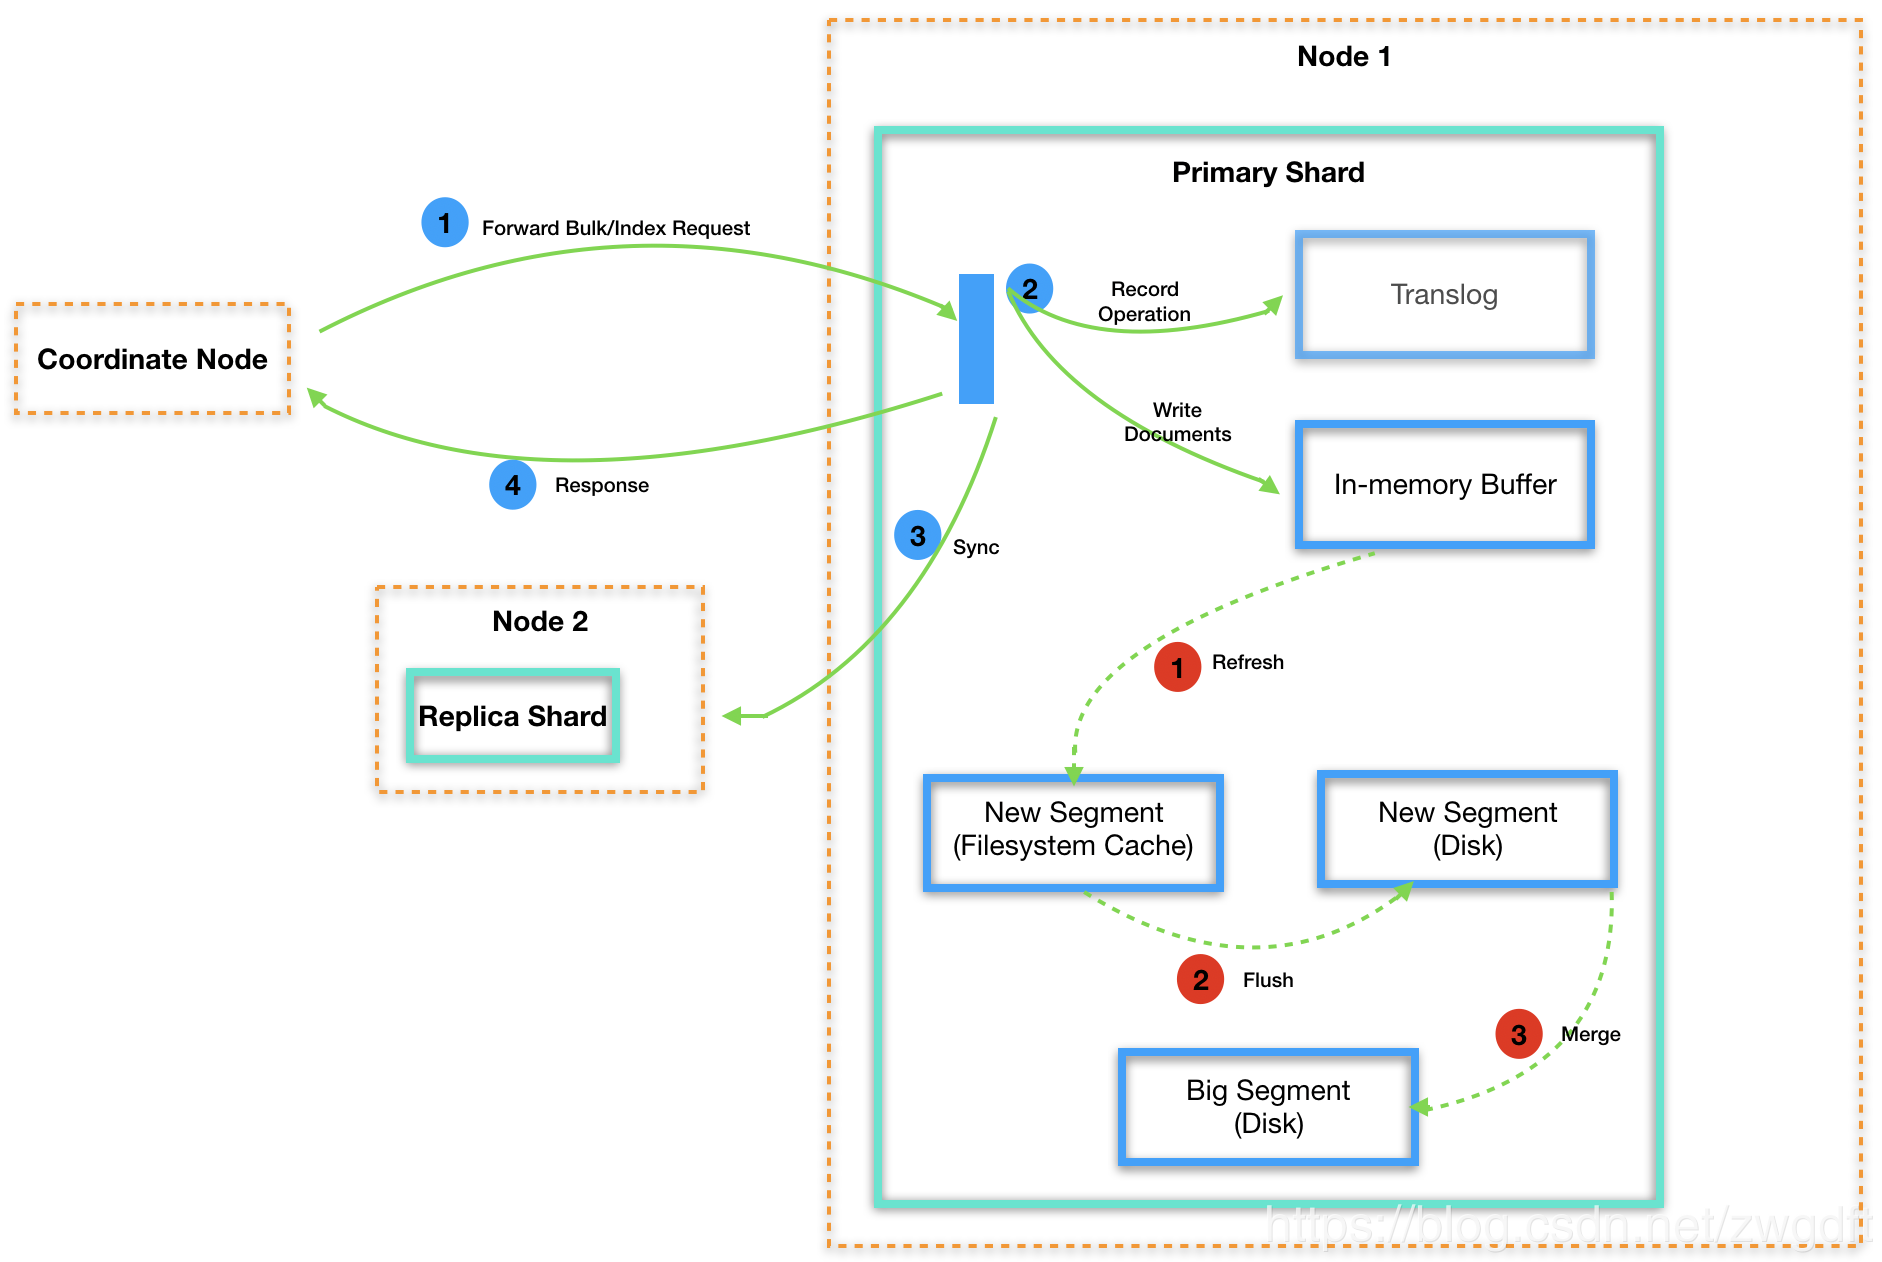 Node 1
Primary Shard
1
Forward Bulk/Index Request
2
Record
Operation
Translog
Coordinate Node
Write
Documents
In-memory Buffer
4
Response
3
Sync
Node 2
Replica Shard
1
Refresh
New Segment
(Filesystem Cache)
New Segment
(Disk)
2
Flush
3
Merge
Big Segment
(Disk)
https://blog.csdn.net/zwgdft